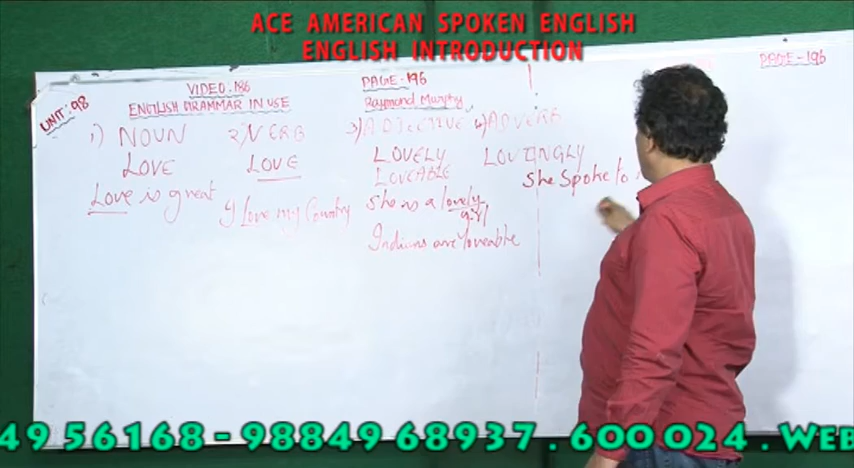 ACE AMERICAN SPOKEN ENGLISH
ENGLISH INTRODUCTION
UNIT: 98
VIDEO: 186
ENGLISH GRAMMAR IN USE
PAGE - 196
Raymond Murphy
PAGE - 196
1) NOUN
LOVE
Love is great
2) VERB
LOVE
I Love my Country
3) ADJECTIVE
LOVELY
LOVEABLE
She is a lovely
girl
Indians are loveable
4) ADVERB
LOVINGLY
She Spoke to
49 56168 - 98849 68937 . 600 024 . Web